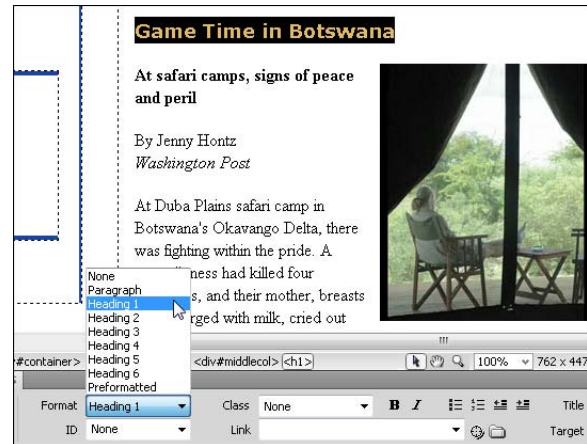 Game Time in Botswana
At safari camps, signs of peace
and peril
By Jenny Hontz
Washington Post
At Duba Plains safari camp in
Botswana's Okavango Delta, there
was fighting within the pride. A
ness had killed four
s, and their mother, breasts
rged with milk, cried out
None
Paragraph
Heading 1
Heading 2
Heading 3
Heading 4
Heading 5
Heading 6
Preformatted
#container> <div#middlecol> <h1> 100% 762 x 447
Format Heading 1 Class None B I Title
ID None Link Target